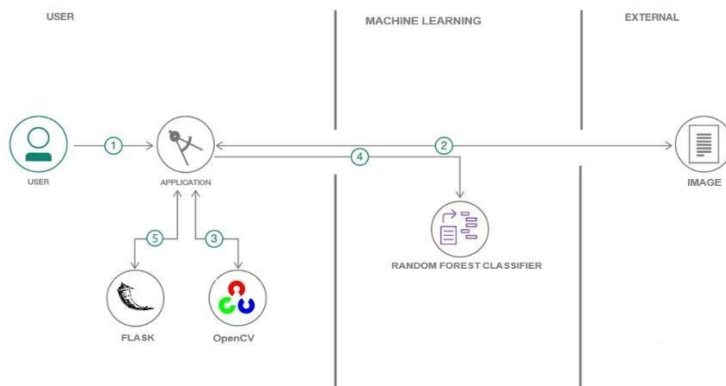 USER
MACHINE LEARNING
EXTERNAL
1
2
4
USER
APPLICATION
IMAGE
5
3
RANDOM FOREST CLASSIFIER
FLASK
OpenCV